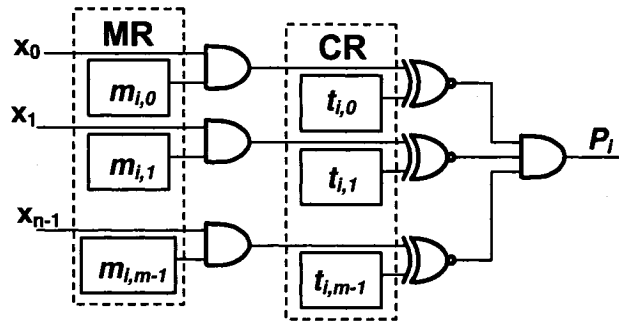 MR
CR
x0
mi,0
ti,0
x1
mi,1
ti,1
Pi
xn-1
mi,m-1
ti,m-1